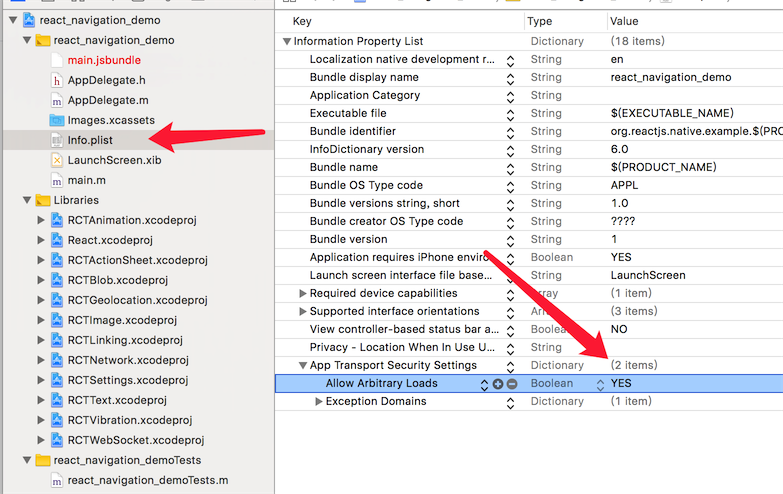 react_navigation_demo
react_navigation_demo
main.jsbundle
AppDelegate.h
AppDelegate.m
Images.xcassets
Info.plist
LaunchScreen.xib
main.m
Libraries
RCTAnimation.xcodeproj
React.xcodeproj
RCTActionSheet.xcodeproj
RCTBlob.xcodeproj
RCTGeolocation.xcodeproj
RCTImage.xcodeproj
RCTLinking.xcodeproj
RCTNetwork.xcodeproj
RCTSettings.xcodeproj
RCTText.xcodeproj
RCTVibration.xcodeproj
RCTWebSocket.xcodeproj
react_navigation_demoTests
react_navigation_demoTests.m
Key Type Value
Information Property List Dictionary (18 items)
Localization native development r... String en
Bundle display name String react_navigation_demo
Application Category String
Executable file String $(EXECUTABLE_NAME)
Bundle identifier String org.reactjs.native.example.$(PRO
InfoDictionary version String 6.0
Bundle name String $(PRODUCT_NAME)
Bundle OS Type code String APPL
Bundle versions string, short String 1.0
Bundle creator OS Type code String ????
Bundle version String 1
Application requires iPhone enviro... Boolean YES
Launch screen interface file base... String LaunchScreen
Required device capabilities Array (1 item)
Supported interface orientations Array (3 items)
View controller-based status bar a... Boolean NO
Privacy - Location When In Use U... String
App Transport Security Settings Dictionary (2 items)
Allow Arbitrary Loads Boolean YES
Exception Domains Dictionary (1 item)